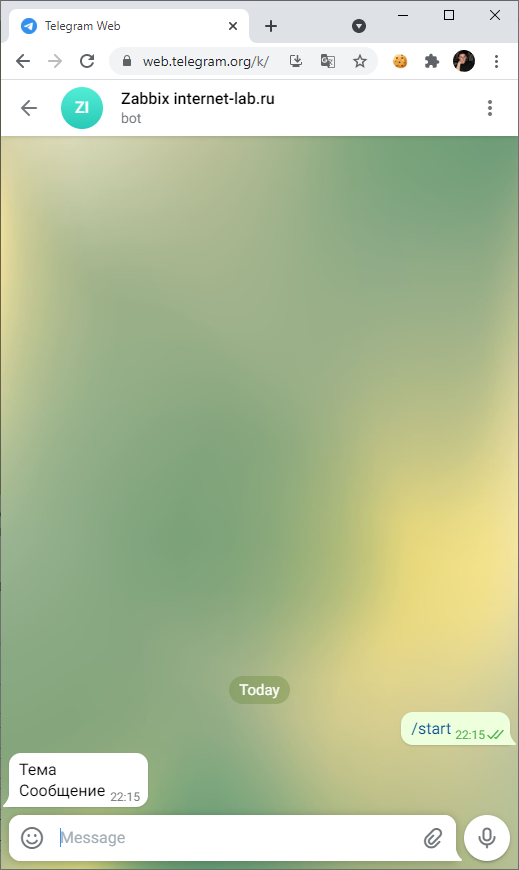 Telegram Web
web.telegram.org/k/
ZI
Zabbix internet-lab.ru
bot
Today
/start 22:15
Тема
Сообщение 22:15
Message